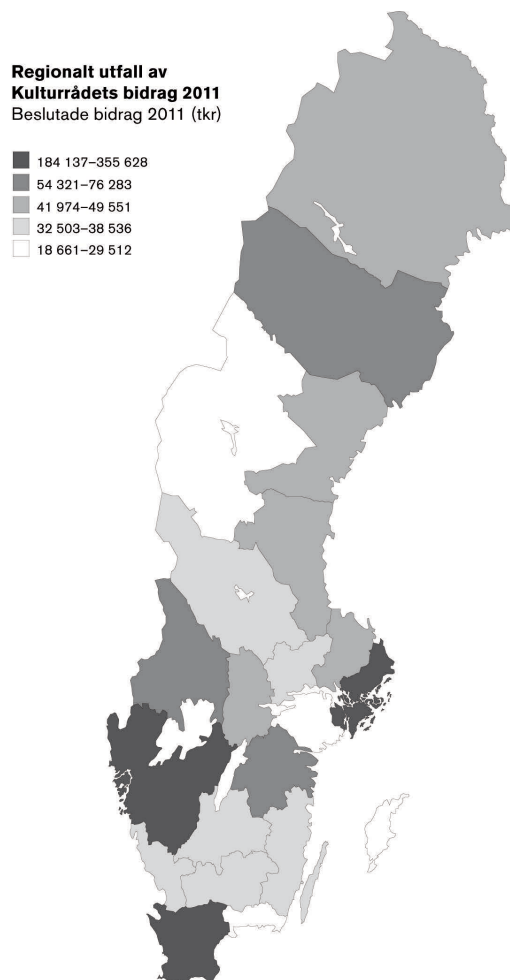 Regionalt utfall av
Kulturrådets bidrag 2011
Beslutade bidrag 2011 (tkr)
184 137–355 628
54 321–76 283
41 974–49 551
32 503–38 536
18 661–29 512